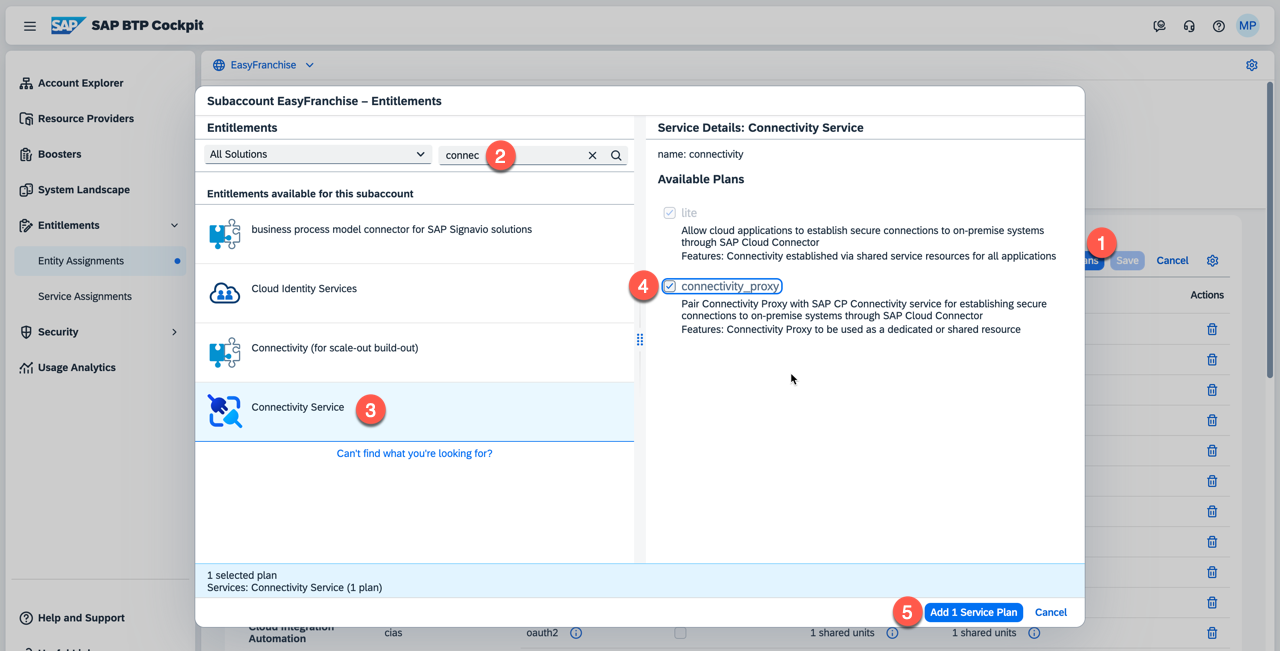 SAP SAP BTP Cockpit
MP
Account Explorer
Resource Providers
Boosters
System Landscape
Entitlements
Entity Assignments
Service Assignments
Security
Usage Analytics
Help and Support
EasyFranchise
Subaccount EasyFranchise – Entitlements
Entitlements
All Solutions
connec
2
Entitlements available for this subaccount
business process model connector for SAP Signavio solutions
Cloud Identity Services
Connectivity (for scale-out build-out)
Connectivity Service
3
Can't find what you're looking for?
Service Details: Connectivity Service
name: connectivity
Available Plans
lite
Allow cloud applications to establish secure connections to on-premise systems
through SAP Cloud Connector
Features: Connectivity established via shared service resources for all applications
4
connectivity_proxy
Pair Connectivity Proxy with SAP CP Connectivity service for establishing secure
connections to on-premise systems through SAP Cloud Connector
Features: Connectivity Proxy to be used as a dedicated or shared resource
1 selected plan
Services: Connectivity Service (1 plan)
5
Add 1 Service Plan
Cancel
1
Save
Cancel
Actions
Cloud Integration
Automation
cias
oauth2
1 shared units
1 shared units